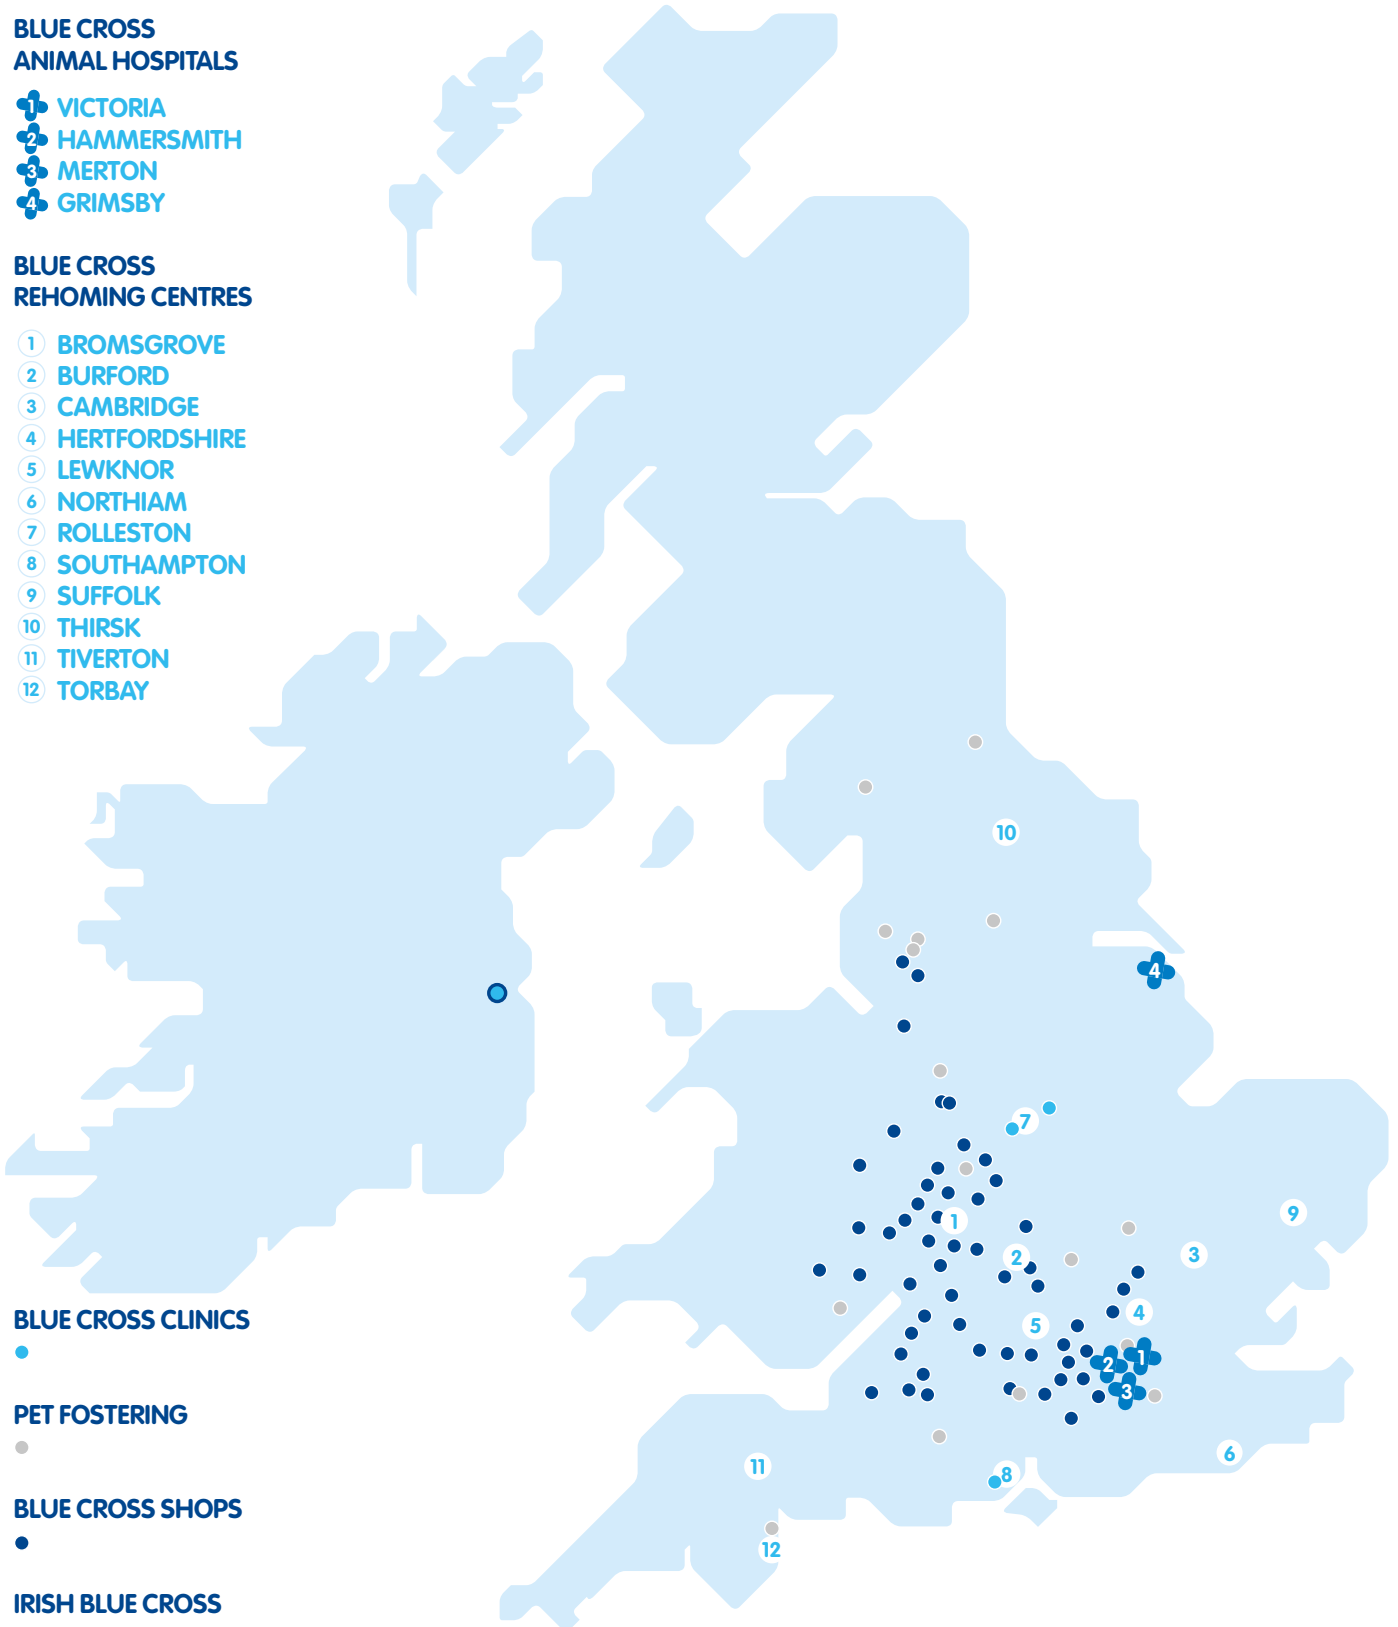 BLUE CROSS
ANIMAL HOSPITALS
1 VICTORIA
2 HAMMERSMITH
3 MERTON
4 GRIMSBY
BLUE CROSS
REHOMING CENTRES
1 BROMSGROVE
2 BURFORD
3 CAMBRIDGE
4 HERTFORDSHIRE
5 LEWKNOR
6 NORTHIAM
7 ROLLESTON
8 SOUTHAMPTON
9 SUFFOLK
10 THIRSK
11 TIVERTON
12 TORBAY
10
4
7
9
1
3
2
4
5
1
2
3
6
11
8
12
BLUE CROSS CLINICS
PET FOSTERING
BLUE CROSS SHOPS
IRISH BLUE CROSS